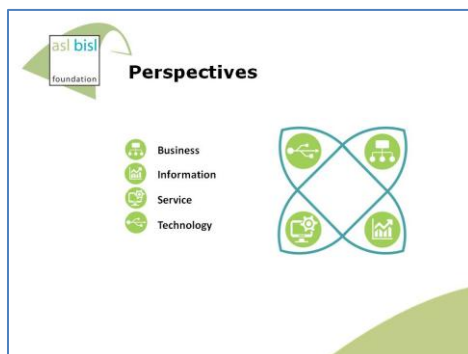 asl bisl
foundation
Perspectives
Business
Information
Service
Technology